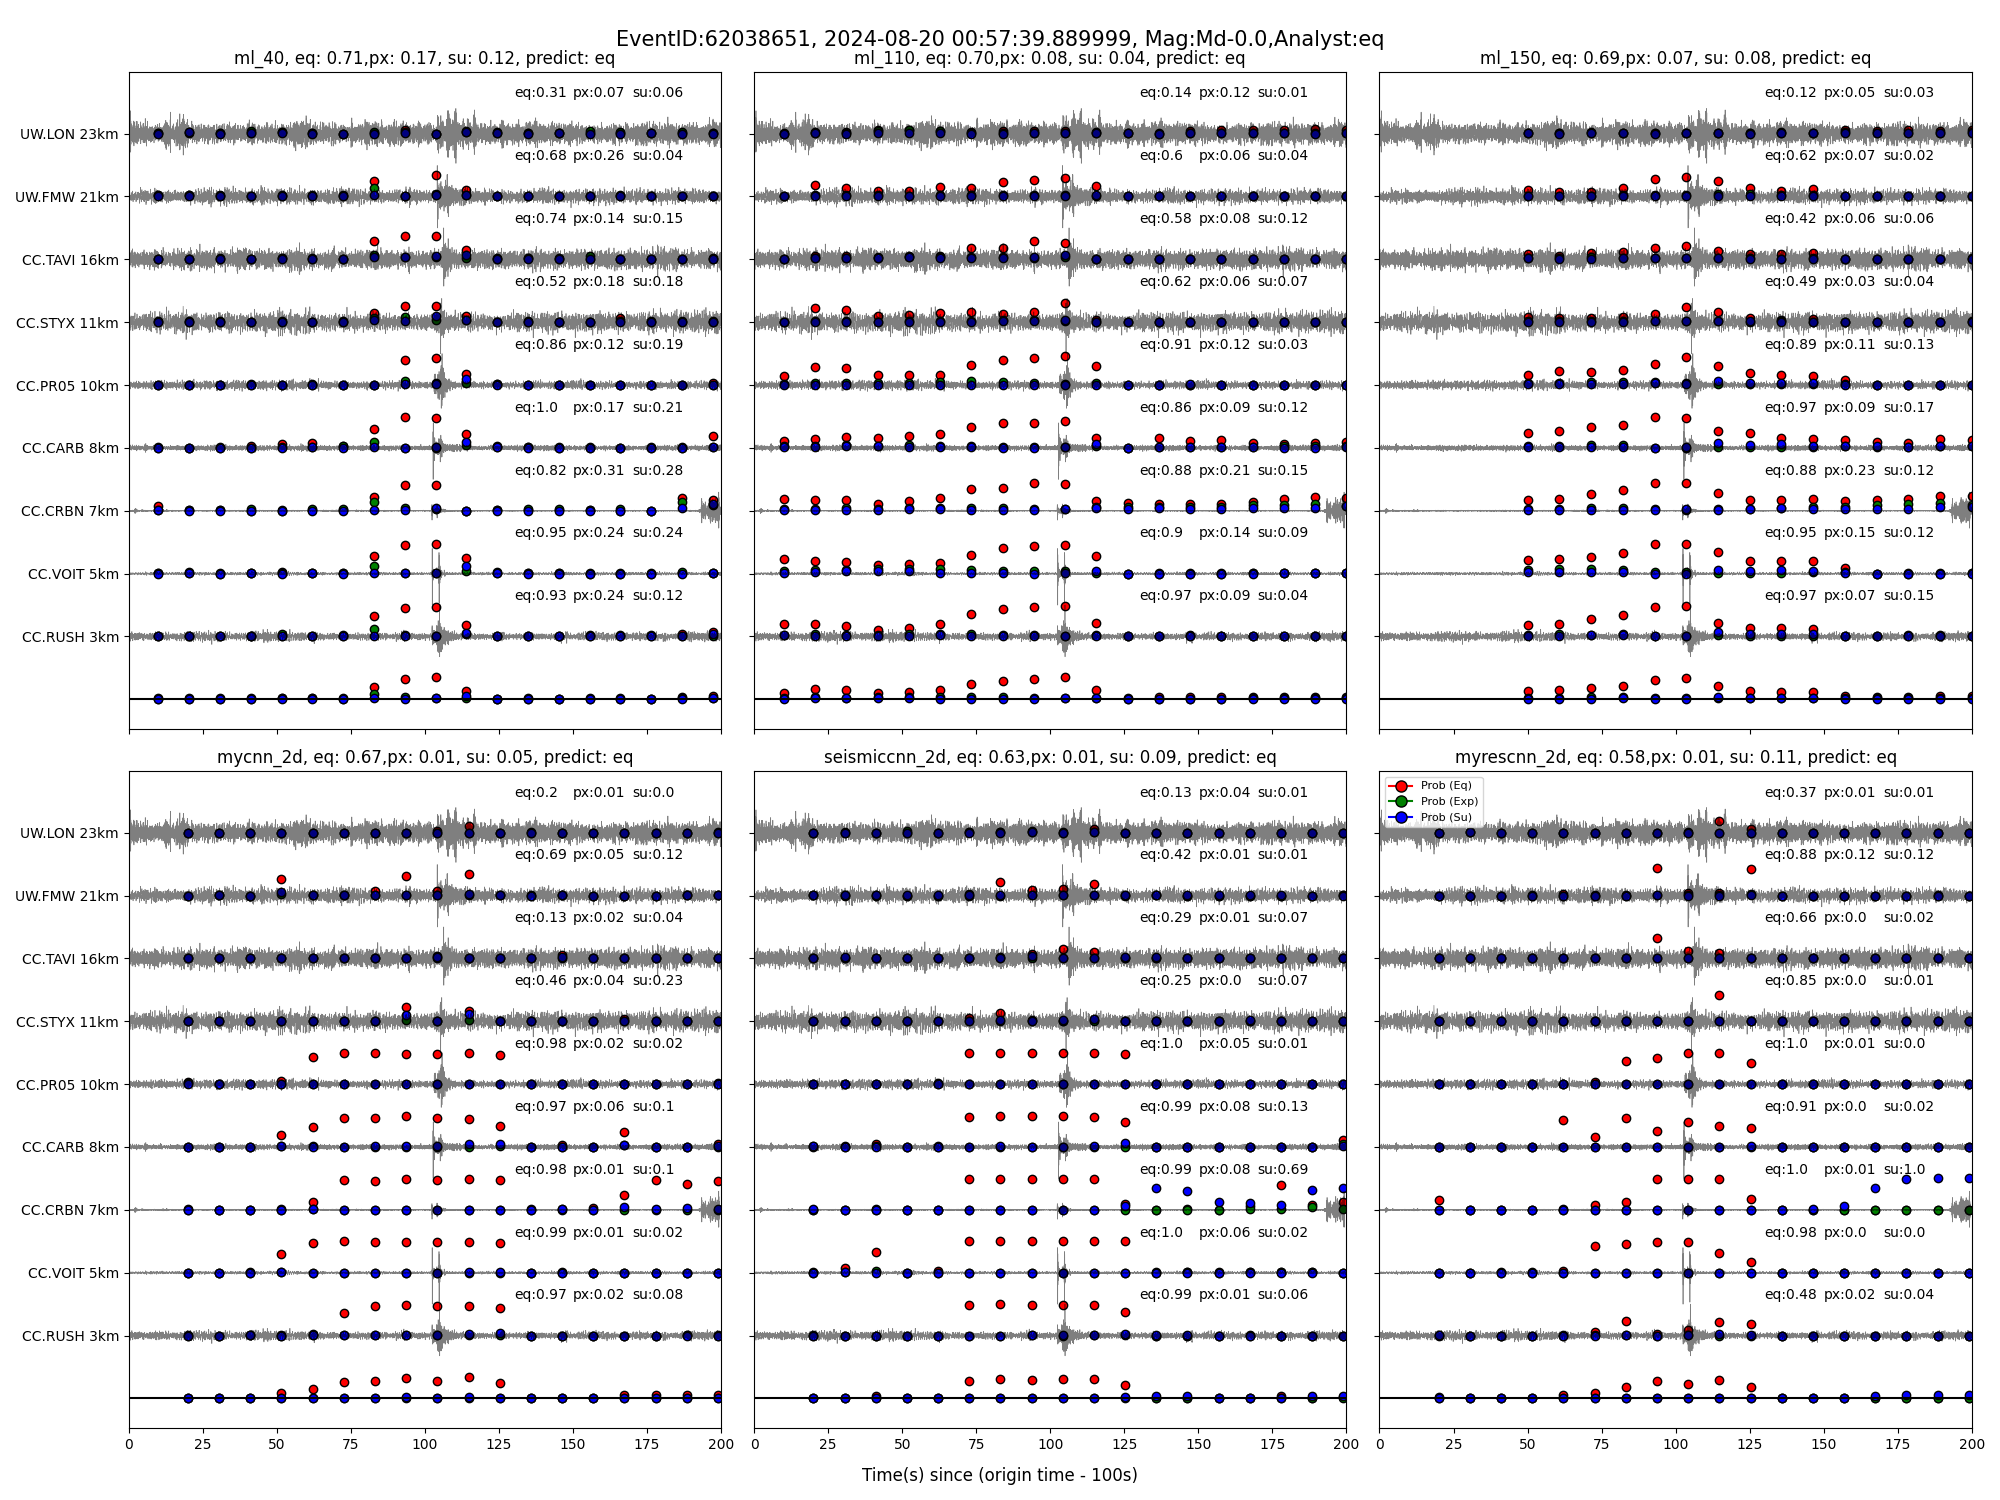 EventID:62038651, 2024-08-20 00:57:39.889999, Mag:Md-0.0,Analyst:eq
ml_40, eq: 0.71,px: 0.17, su: 0.12, predict: eq
eq:0.31 px:0.07 su:0.06
UW.LON 23km
eq:0.68 px:0.26 su:0.04
UW.FMW 21km
eq:0.74 px:0.14 su:0.15
CC.TAVI 16km
eq:0.52 px:0.18 su:0.18
CC.STYX 11km
eq:0.86 px:0.12 su:0.19
CC.PR05 10km
eq:1.0 px:0.17 su:0.21
CC.CARB 8km
eq:0.82 px:0.31 su:0.28
CC.CRBN 7km
eq:0.95 px:0.24 su:0.24
CC.VOIT 5km
eq:0.93 px:0.24 su:0.12
CC.RUSH 3km
ml_110, eq: 0.70,px: 0.08, su: 0.04, predict: eq
eq:0.14 px:0.12 su:0.01
eq:0.6 px:0.06 su:0.04
eq:0.58 px:0.08 su:0.12
eq:0.62 px:0.06 su:0.07
eq:0.91 px:0.12 su:0.03
eq:0.86 px:0.09 su:0.12
eq:0.88 px:0.21 su:0.15
eq:0.9 px:0.14 su:0.09
eq:0.97 px:0.09 su:0.04
ml_150, eq: 0.69,px: 0.07, su: 0.08, predict: eq
eq:0.12 px:0.05 su:0.03
eq:0.62 px:0.07 su:0.02
eq:0.42 px:0.06 su:0.06
eq:0.49 px:0.03 su:0.04
eq:0.89 px:0.11 su:0.13
eq:0.97 px:0.09 su:0.17
eq:0.88 px:0.23 su:0.12
eq:0.95 px:0.15 su:0.12
eq:0.97 px:0.07 su:0.15
mycnn_2d, eq: 0.67,px: 0.01, su: 0.05, predict: eq
eq:0.2 px:0.01 su:0.0
UW.LON 23km
eq:0.69 px:0.05 su:0.12
UW.FMW 21km
eq:0.13 px:0.02 su:0.04
CC.TAVI 16km
eq:0.46 px:0.04 su:0.23
CC.STYX 11km
eq:0.98 px:0.02 su:0.02
CC.PR05 10km
eq:0.97 px:0.06 su:0.1
CC.CARB 8km
eq:0.98 px:0.01 su:0.1
CC.CRBN 7km
eq:0.99 px:0.01 su:0.02
CC.VOIT 5km
eq:0.97 px:0.02 su:0.08
CC.RUSH 3km
0 25 50 75 100 125 150 175 200
seismiccnn_2d, eq: 0.63,px: 0.01, su: 0.09, predict: eq
eq:0.13 px:0.04 su:0.01
eq:0.42 px:0.01 su:0.01
eq:0.29 px:0.01 su:0.07
eq:0.25 px:0.0 su:0.07
eq:1.0 px:0.05 su:0.01
eq:0.99 px:0.08 su:0.13
eq:0.99 px:0.08 su:0.69
eq:1.0 px:0.06 su:0.02
eq:0.99 px:0.01 su:0.06
0 25 50 75 100 125 150 175 200
myrescnn_2d, eq: 0.58,px: 0.01, su: 0.11, predict: eq
Prob (Eq)
Prob (Exp)
Prob (Su)
eq:0.37 px:0.01 su:0.01
eq:0.88 px:0.12 su:0.12
eq:0.66 px:0.0 su:0.02
eq:0.85 px:0.0 su:0.01
eq:1.0 px:0.01 su:0.0
eq:0.91 px:0.0 su:0.02
eq:1.0 px:0.01 su:1.0
eq:0.98 px:0.0 su:0.0
eq:0.48 px:0.02 su:0.04
0 25 50 75 100 125 150 175 200
Time(s) since (origin time - 100s)